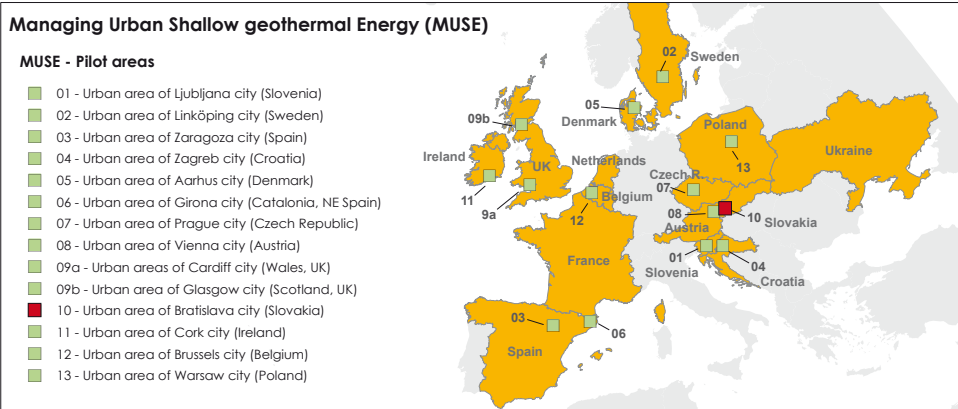 Managing Urban Shallow geothermal Energy (MUSE)
MUSE - Pilot areas
01 - Urban area of Ljubljana city (Slovenia)
02 - Urban area of Linköping city (Sweden)
03 - Urban area of Zaragoza city (Spain)
04 - Urban area of Zagreb city (Croatia)
05 - Urban area of Aarhus city (Denmark)
06 - Urban area of Girona city (Catalonia, NE Spain)
07 - Urban area of Prague city (Czech Republic)
08 - Urban area of Vienna city (Austria)
09a - Urban areas of Cardiff city (Wales, UK)
09b - Urban area of Glasgow city (Scotland, UK)
10 - Urban area of Bratislava city (Slovakia)
11 - Urban area of Cork city (Ireland)
12 - Urban area of Brussels city (Belgium)
13 - Urban area of Warsaw city (Poland)
02
Sweden
05
Denmark
09b
Poland
Ireland
UK
Netherlands
Ukraine
13
Czech R.
07
Belgium
11
9a
12
08
10
Slovakia
Austria
France
01
04
Slovenia
Croatia
03
06
Spain